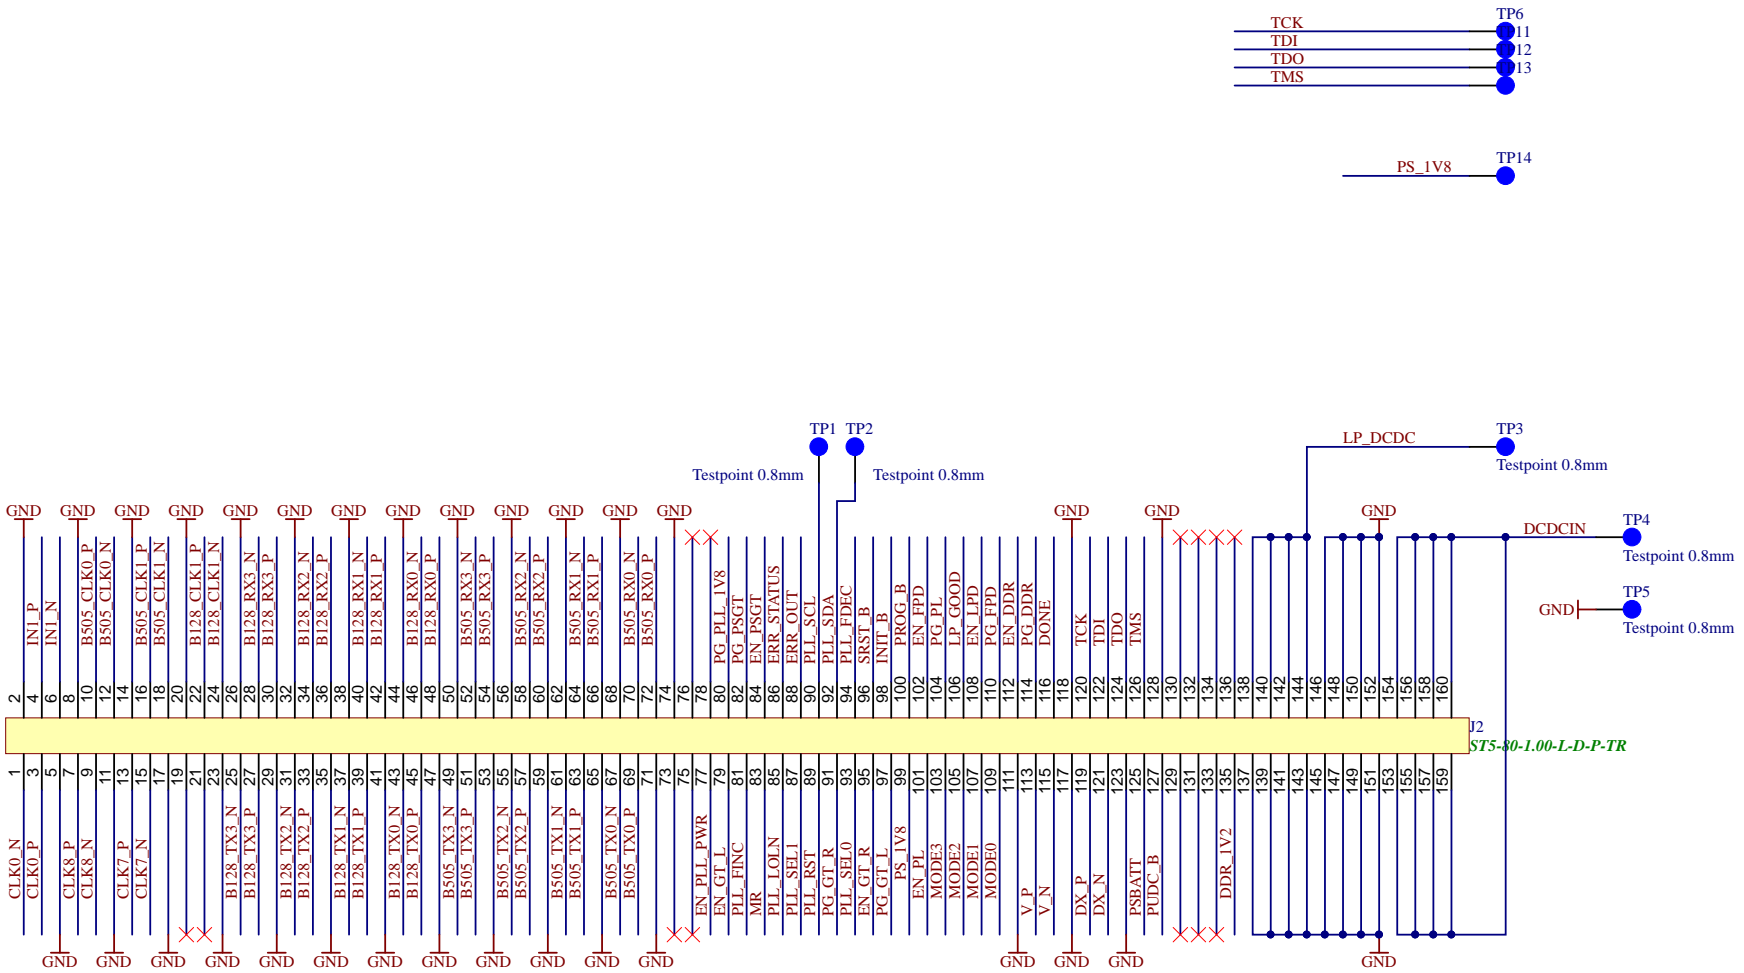 TP6
TCK
TP11
TDI
TP12
TDO
TP13
TMS
PS_1V8
TP14
TP1
TP2
Testpoint 0.8mm
Testpoint 0.8mm
LP_DCDC
TP3
Testpoint 0.8mm
DCDCIN
TP4
Testpoint 0.8mm
GND
TP5
Testpoint 0.8mm
GND GND GND GND GND GND GND GND GND GND GND GND GND GND GND GND
IN1_P
IN1_N
B505_CLK0_P
B505_CLK0_N
B505_CLK1_P
B505_CLK1_N
B128_CLK1_P
B128_CLK1_N
B128_RX3_N
B128_RX3_P
B128_RX2_N
B128_RX2_P
B128_RX1_N
B128_RX1_P
B128_RX0_N
B128_RX0_P
B505_RX3_N
B505_RX3_P
B505_RX2_N
B505_RX2_P
B505_RX1_N
B505_RX1_P
B505_RX0_N
B505_RX0_P
PG_PLL_1V8
PG_PSGT
EN_PSGT
ERR_STATUS
ERR_OUT
PLL_SCL
PLL_SDA
PLL_FDEC
SRST_B
INIT_B
PROG_B
EN_FPD
PG_PL
LP_GOOD
EN_LPD
PG_FPD
EN_DDR
PG_DDR
DONE
TCK
TDI
TDO
TMS
2 4 6 8 10 12 14 16 18 20 22 24 26 28 30 32 34 36 38 40 42 44 46 48 50 52 54 56 58 60 62 64 66 68 70 72 74 76 78 80 82 84 86 88 90 92 94 96 98 100 102 104 106 108 110 112 114 116 118 120 122 124 126 128 130 132 134 136 138 140 142 144 146 148 150 152 154 156 158 160
J2
ST5-80-1.00-L-D-P-TR
1 3 5 7 9 11 13 15 17 19 21 23 25 27 29 31 33 35 37 39 41 43 45 47 49 51 53 55 57 59 61 63 65 67 69 71 73 75 77 79 81 83 85 87 89 91 93 95 97 99 101 103 105 107 109 111 113 115 117 119 121 123 125 127 129 131 133 135 137 139 141 143 145 147 149 151 153 155 157 159
CLK0_N
CLK0_P
CLK8_P
CLK8_N
CLK7_P
CLK7_N
B128_TX3_N
B128_TX3_P
B128_TX2_N
B128_TX2_P
B128_TX1_N
B128_TX1_P
B128_TX0_N
B128_TX0_P
B505_TX3_N
B505_TX3_P
B505_TX2_N
B505_TX2_P
B505_TX1_N
B505_TX1_P
B505_TX0_N
B505_TX0_P
EN_PLL_PWR
EN_GT_L
PLL_FINC
MR
PLL_LOLN
PLL_SEL1
PLL_RST
PG_GT_R
PLL_SEL0
EN_GT_R
PG_GT_L
PS_1V8
EN_PL
MODE3
MODE2
MODE1
MODE0
V_P
V_N
DX_P
DX_N
PSBATT
PUDC_B
DDR_1V2
GND GND GND GND GND GND GND GND GND GND GND GND GND GND GND GND